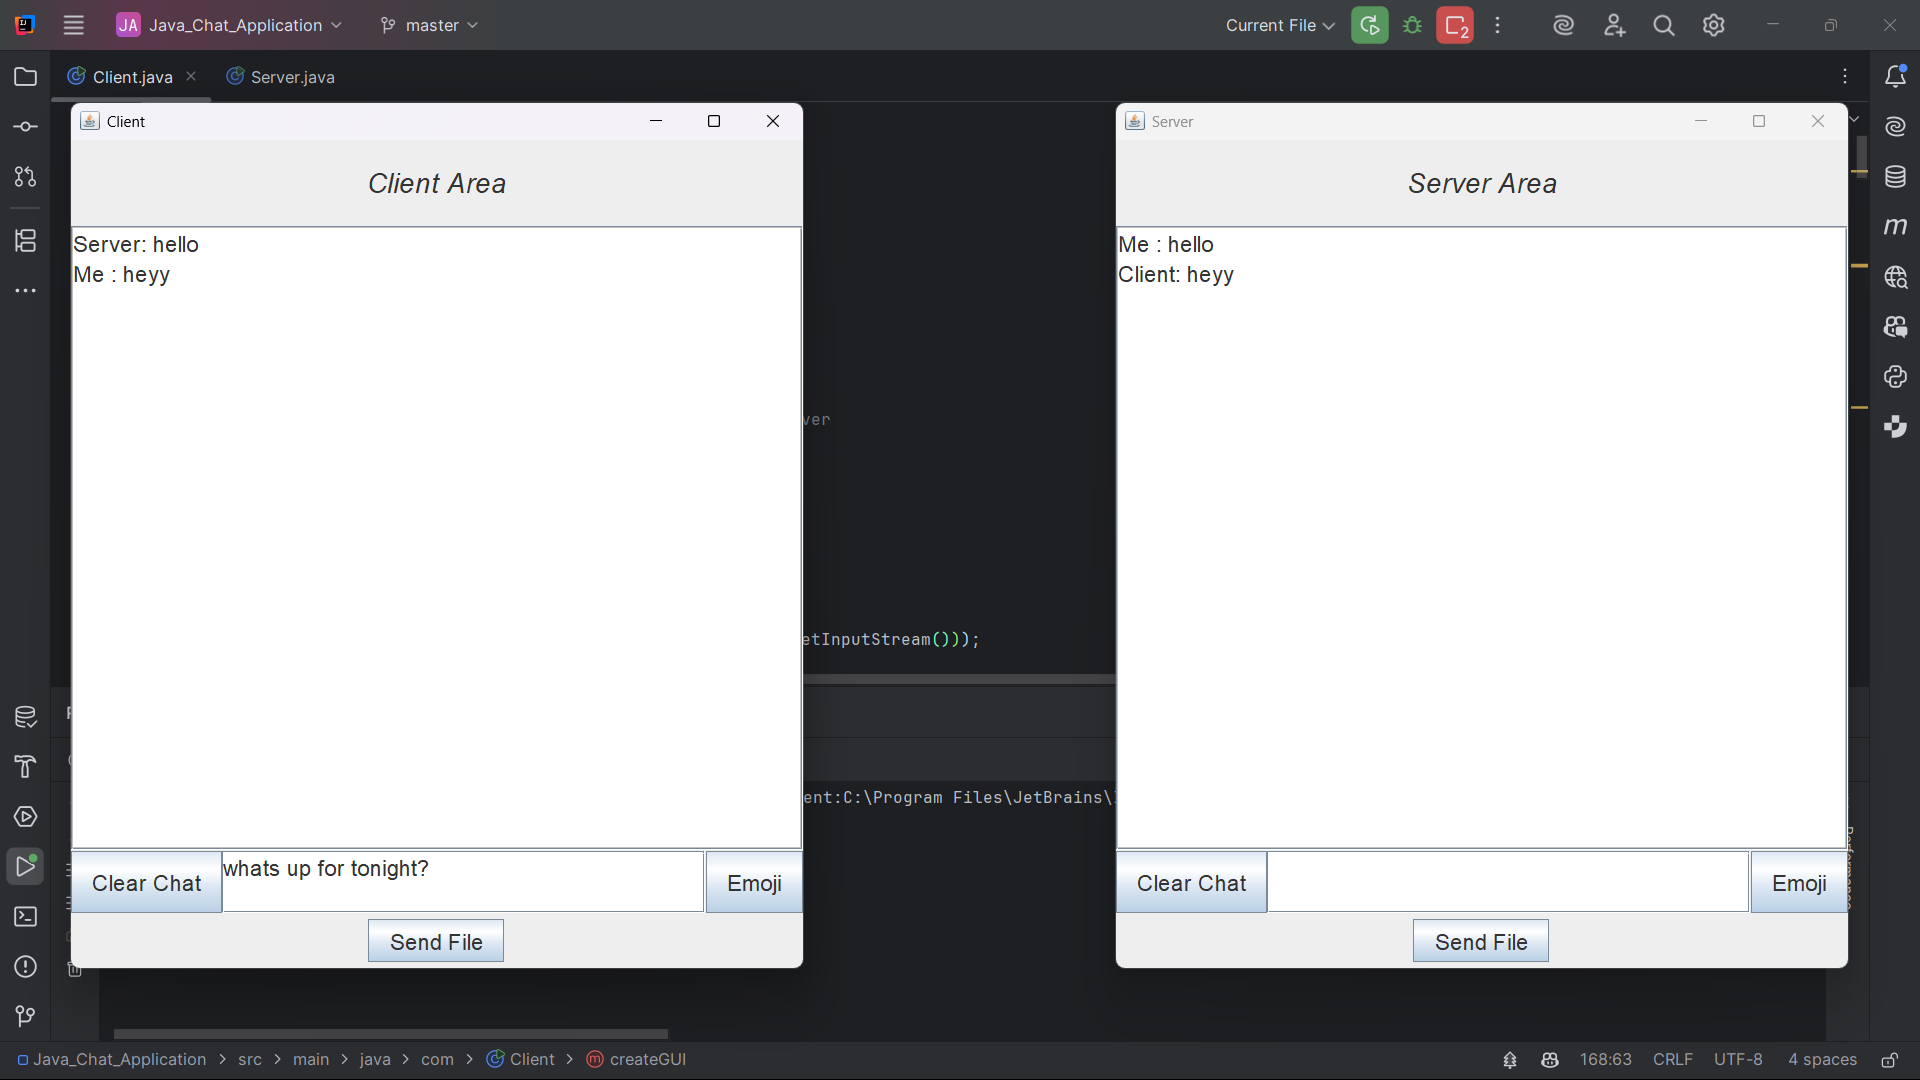 JA Java_Chat_Application master Current File 2
Client.java Server.java
Client
Client Area
Server: hello
Me : heyy
whats up for tonight?
Clear Chat
Emoji
Send File
Server
Server Area
Me : hello
Client: heyy
Clear Chat
Emoji
Send File
ver
etInputStream()));
ent:C:\Program Files\JetBrains\
Java_Chat_Application > src > main > java > com > Client > createGUI
168:63 CRLF UTF-8 4 spaces